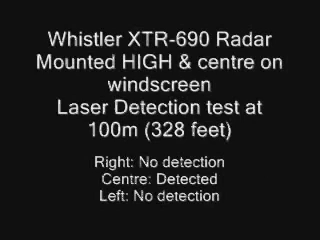 Whistler XTR-690 Radar
Mounted HIGH & centre on
windscreen
Laser Detection test at
100m (328 feet)
Right: No detection
Centre: Detected
Left: No detection